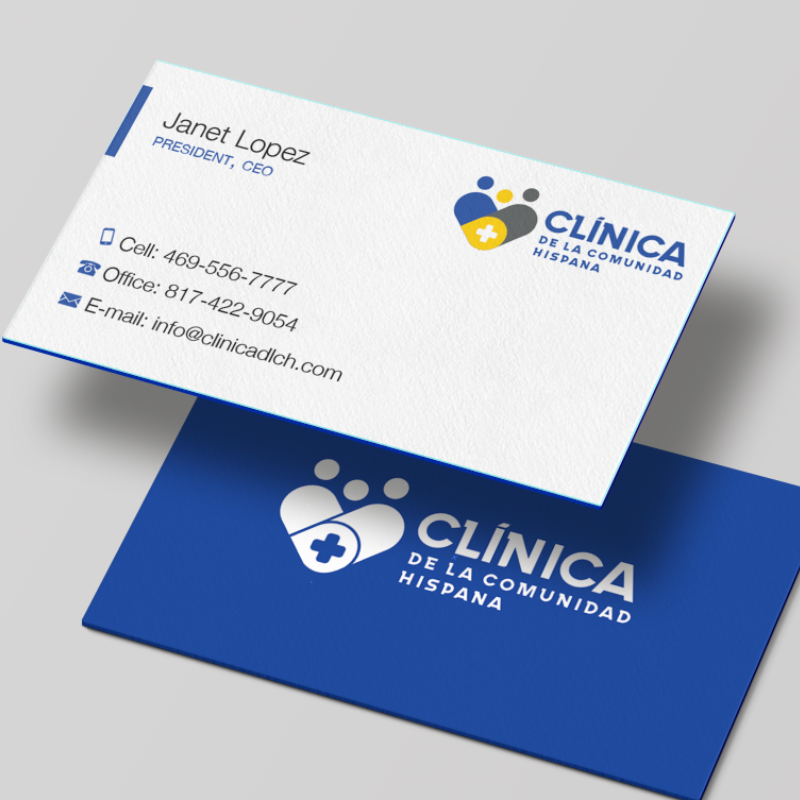 Janet Lopez
PRESIDENT, CEO
Cell: 469-556-7777
Office: 817-422-9054
E-mail: info@clinicadlch.com
CLÍNICA
DE LA COMUNIDAD
HISPANA
CLÍNICA
DE LA COMUNIDAD
HISPANA